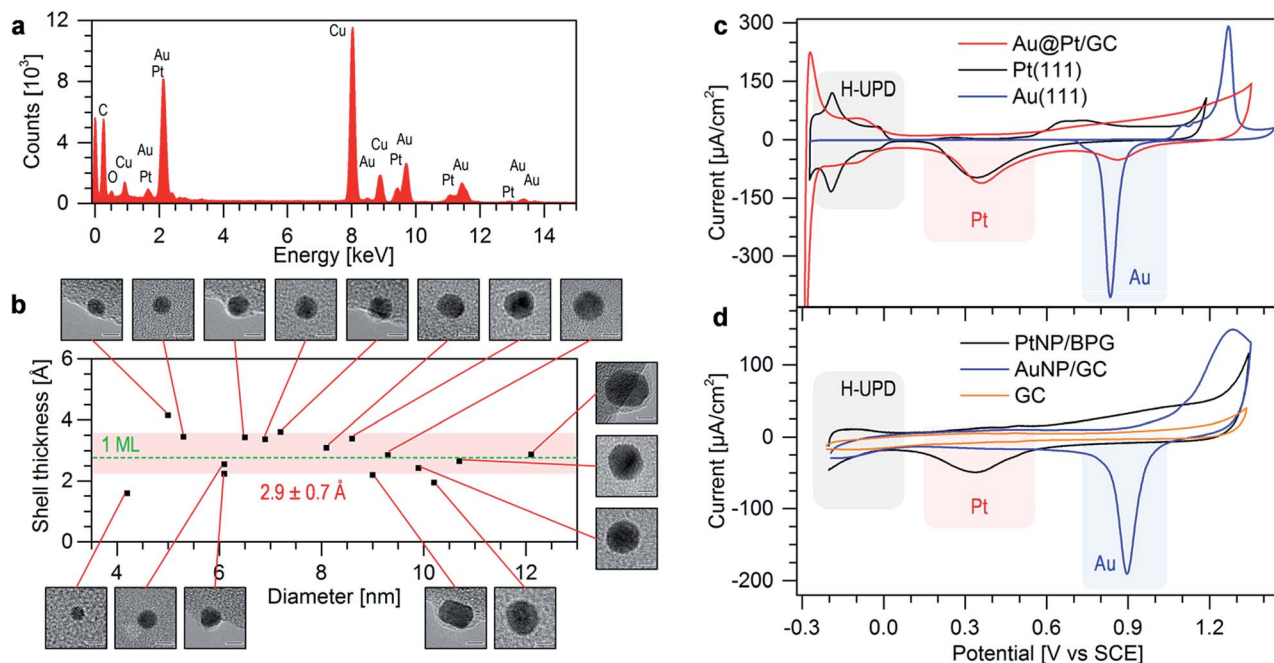 a
Counts [10³]
12
8
4
0
C
O
Cu
Au
Pt
Au
Pt
Cu
Au
Cu
Pt
Au
Pt
Au
Pt
Au
Au
0 2 4 6 8 10 12 14
Energy [keV]
b
Shell thickness [Å]
6
4
2
0
1 ML
2.9 ± 0.7 Å
4 6 8 10 12
Diameter [nm]
c
Current [µA/cm²]
300
150
0
-150
-300
H-UPD
Au@Pt/GC
Pt(111)
Au(111)
Pt
Au
d
Current [µA/cm²]
100
0
-100
-200
H-UPD
PtNP/BPG
AuNP/GC
GC
Pt
Au
-0.3 0.0 0.3 0.6 0.9 1.2
Potential [V vs SCE]